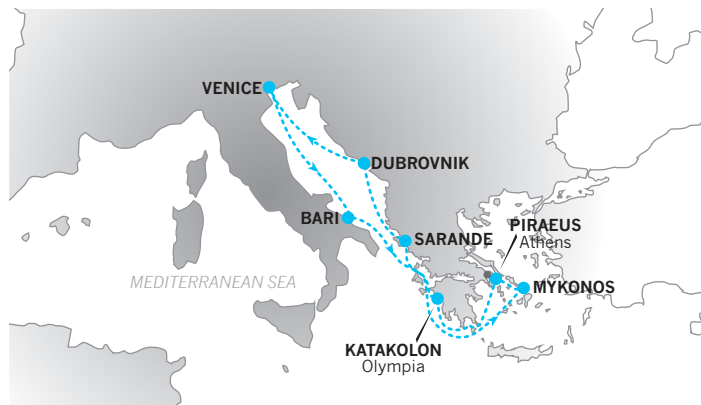 VENICE
DUBROVNIK
BARI
SARANDE
PIRAEUS
Athens
MEDITERRANEAN SEA
MYKONOS
KATAKOLON
Olympia